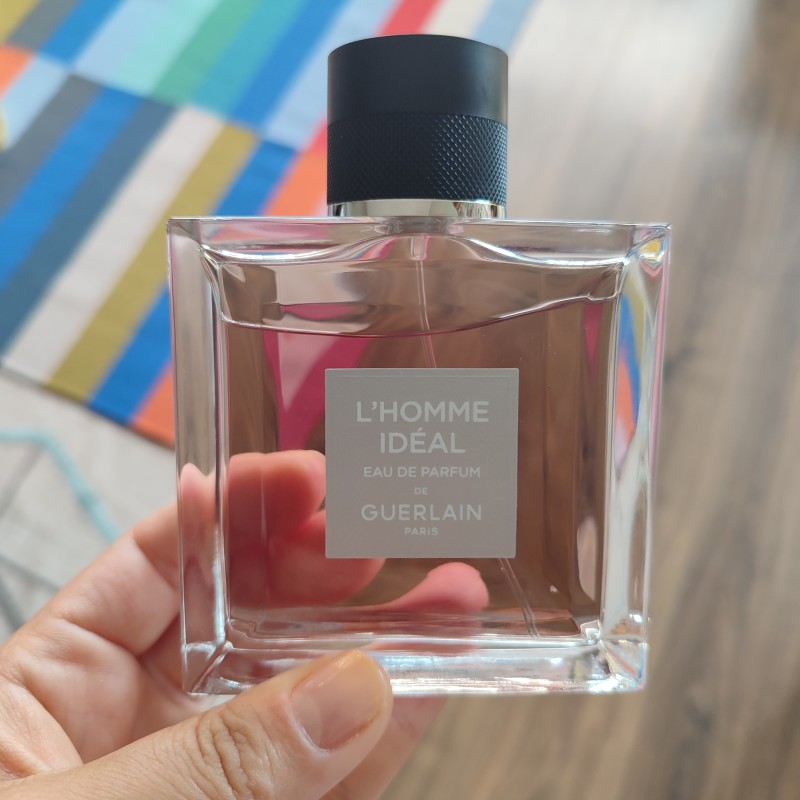 L'HOMME
IDÉAL
EAU DE PARFUM
DE
GUERLAIN
PARIS